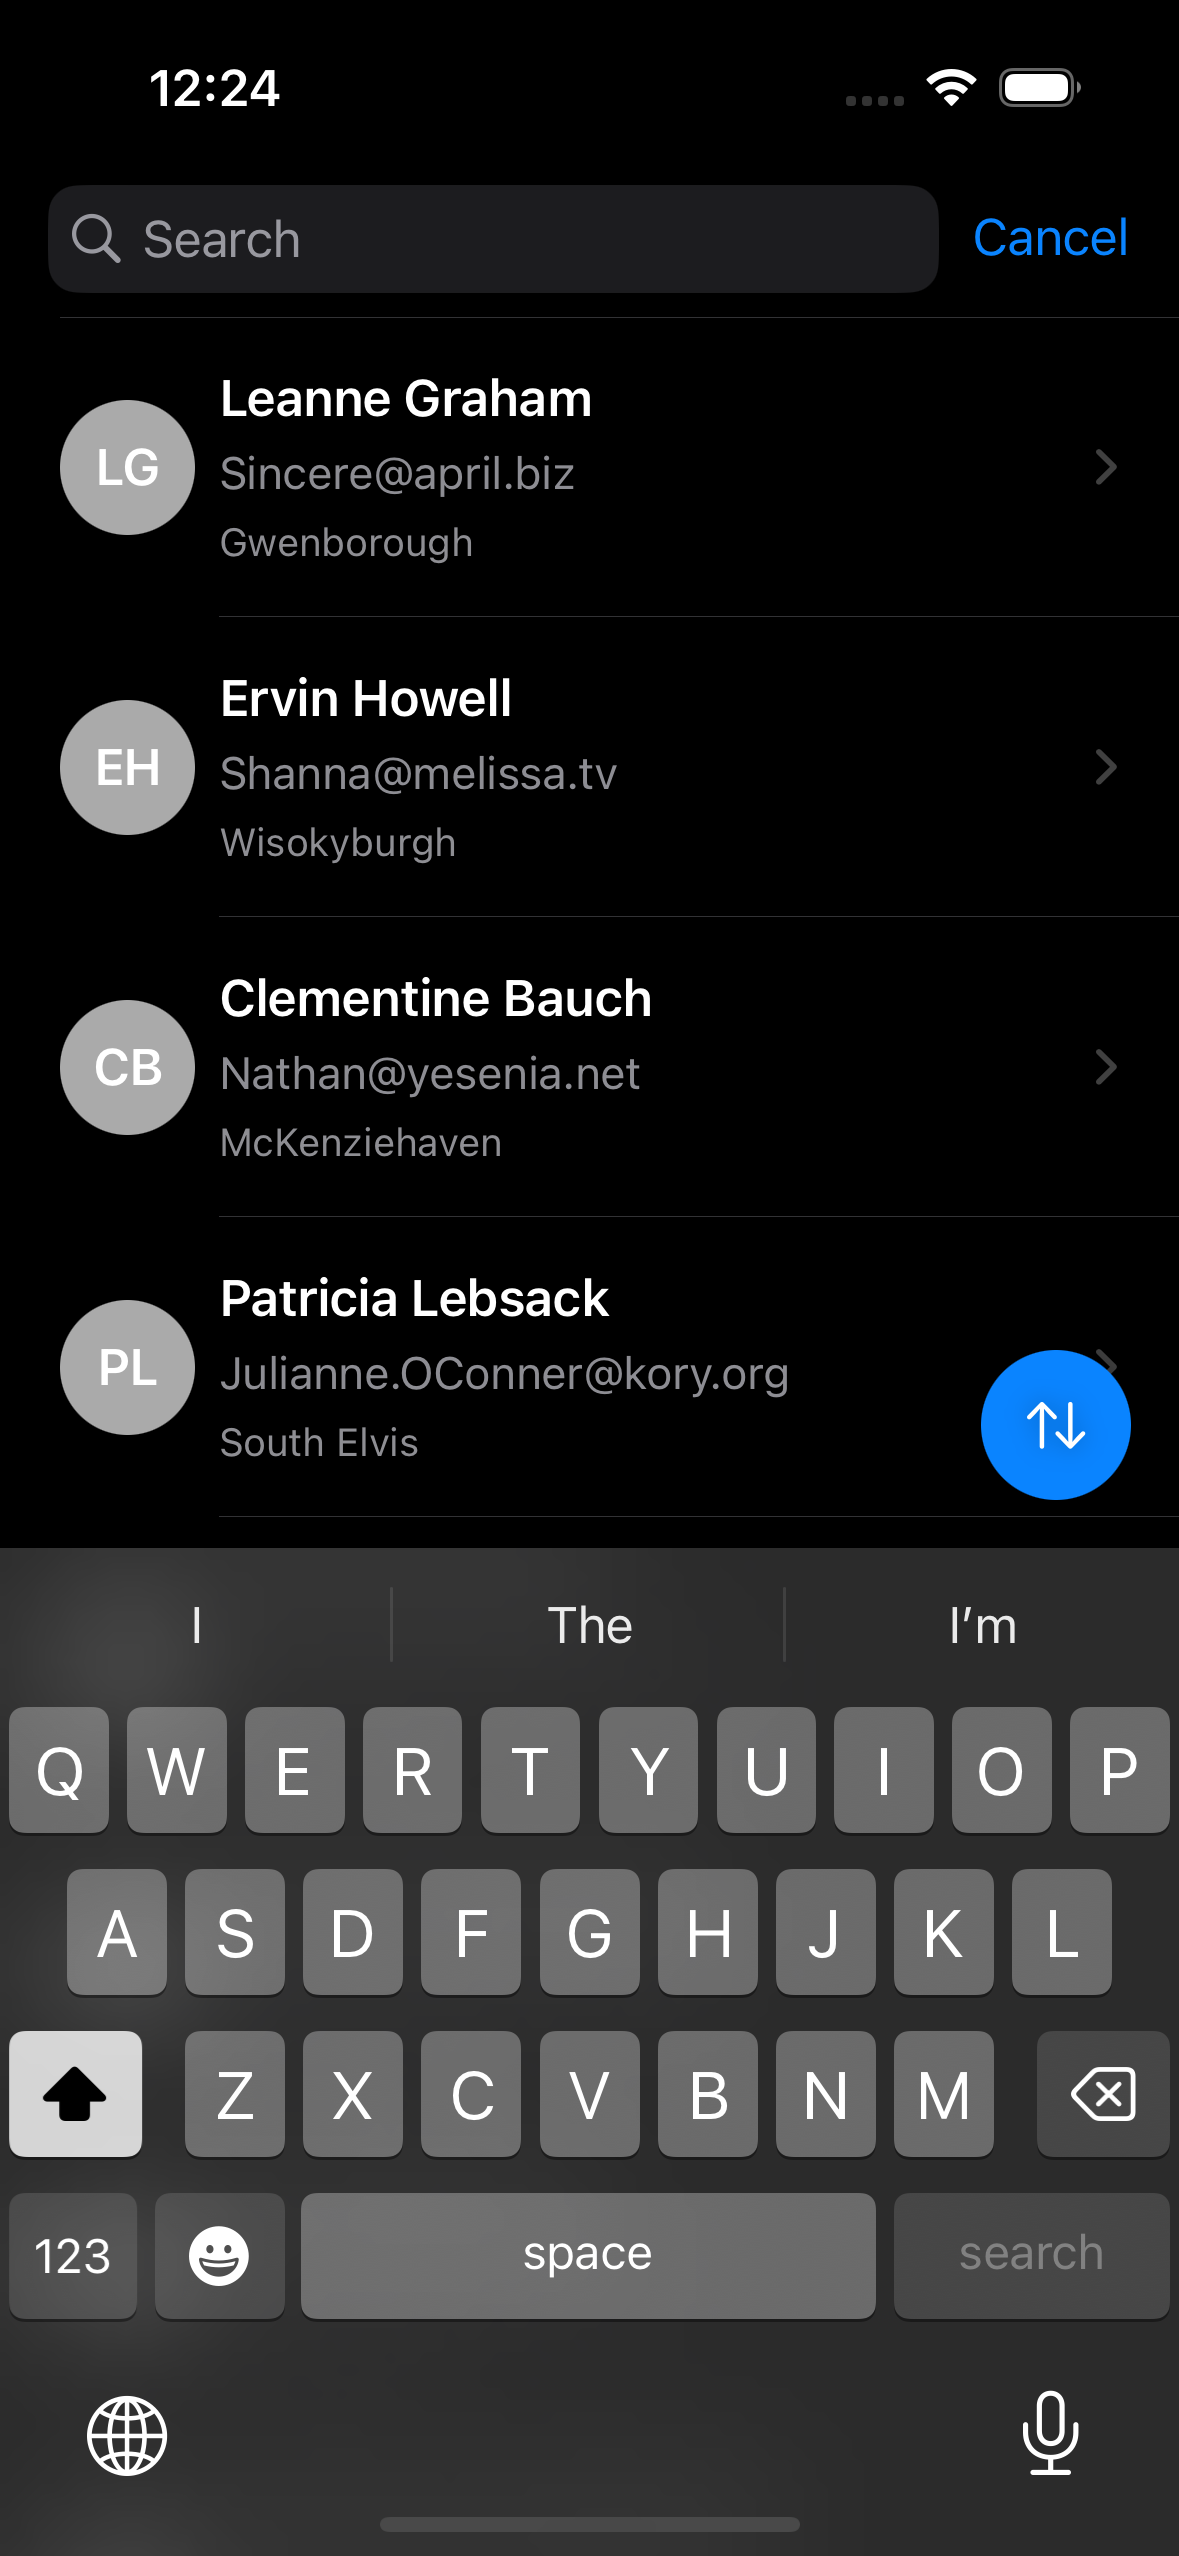 12:24
Search
Cancel
Leanne Graham
LG
Sincere@april.biz
Gwenborough
Ervin Howell
EH
Shanna@melissa.tv
Wisokyburgh
Clementine Bauch
CB
Nathan@yesenia.net
McKenziehaven
Patricia Lebsack
PL
Julianne.OConner@kory.org
South Elvis
I The I’m
Q W E R T Y U I O P
A S D F G H J K L
Z X C V B N M
123 space search